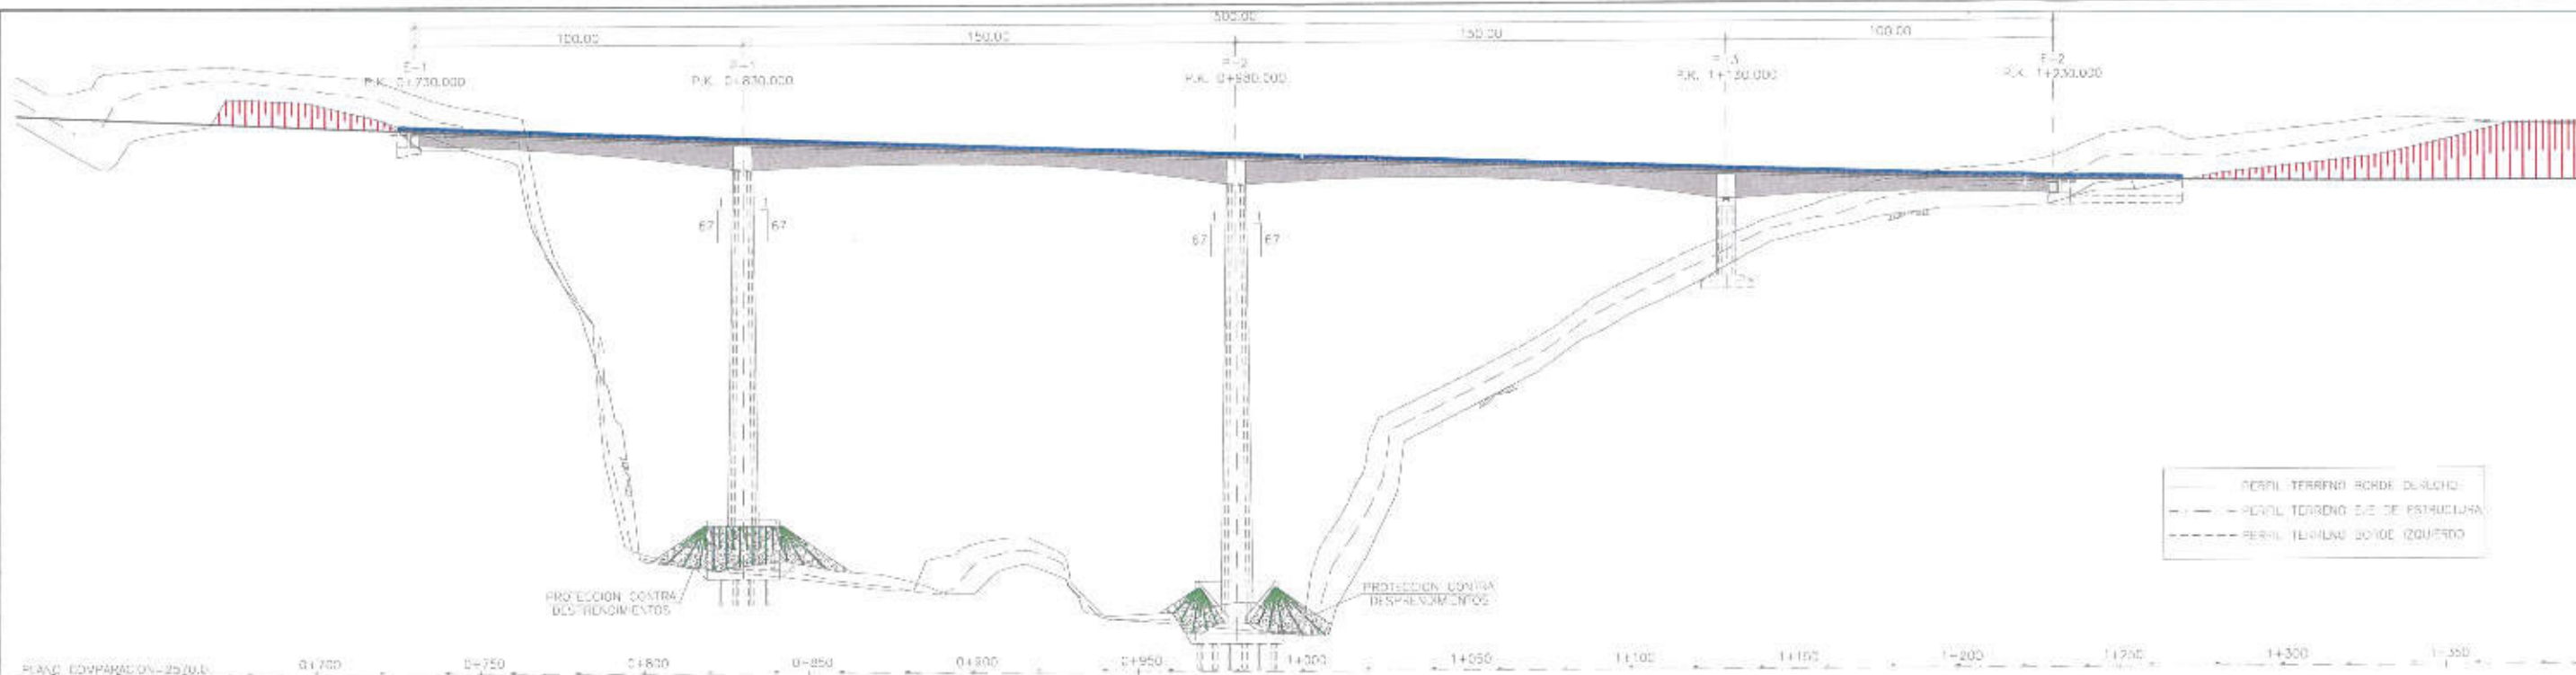 500.00
100.00
150.00
150.00
100.00
E-1
P.K. 0+730.000
P-1
P.K. 0+830.000
P-2
P.K. 0+980.000
P-3
P.K. 1+130.000
E-2
P.K. 1+230.000
67
67
67
67
PERFIL TERRENO BORDE DERECHO
PERFIL TERRENO EJE DE ESTRUCTURA
PERFIL TERRENO BORDE IZQUIERDO
PROTECCION CONTRA
DESPRENDIMIENTOS
PROTECCION CONTRA
DESPRENDIMIENTOS
PLANO COMPARACION=2570.0
0+700
0+750
0+800
0+850
0+900
0+950
1+000
1+050
1+100
1+150
1+200
1+250
1+300
1+350